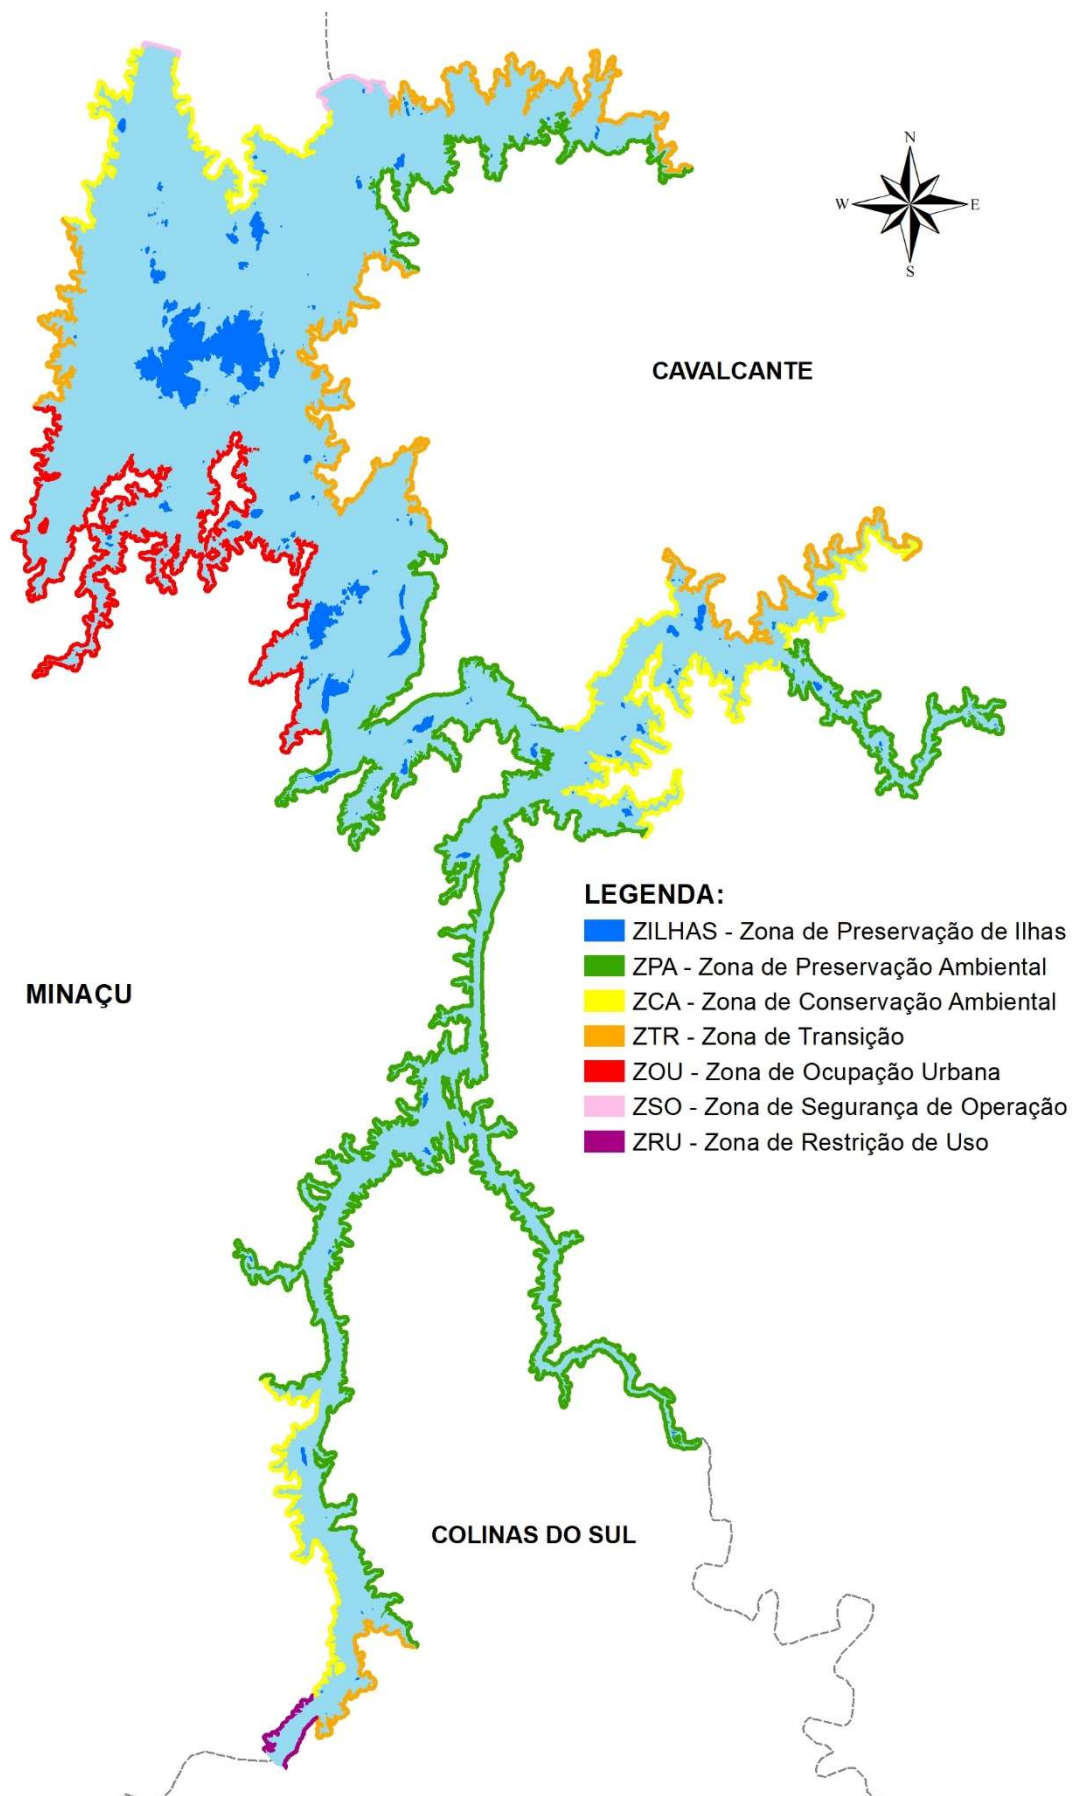 N
W E
S
CAVALCANTE
LEGENDA:
ZILHAS - Zona de Preservação de Ilhas
ZPA - Zona de Preservação Ambiental
ZCA - Zona de Conservação Ambiental
ZTR - Zona de Transição
ZOU - Zona de Ocupação Urbana
ZSO - Zona de Segurança de Operação
ZRU - Zona de Restrição de Uso
MINAÇU
COLINAS DO SUL